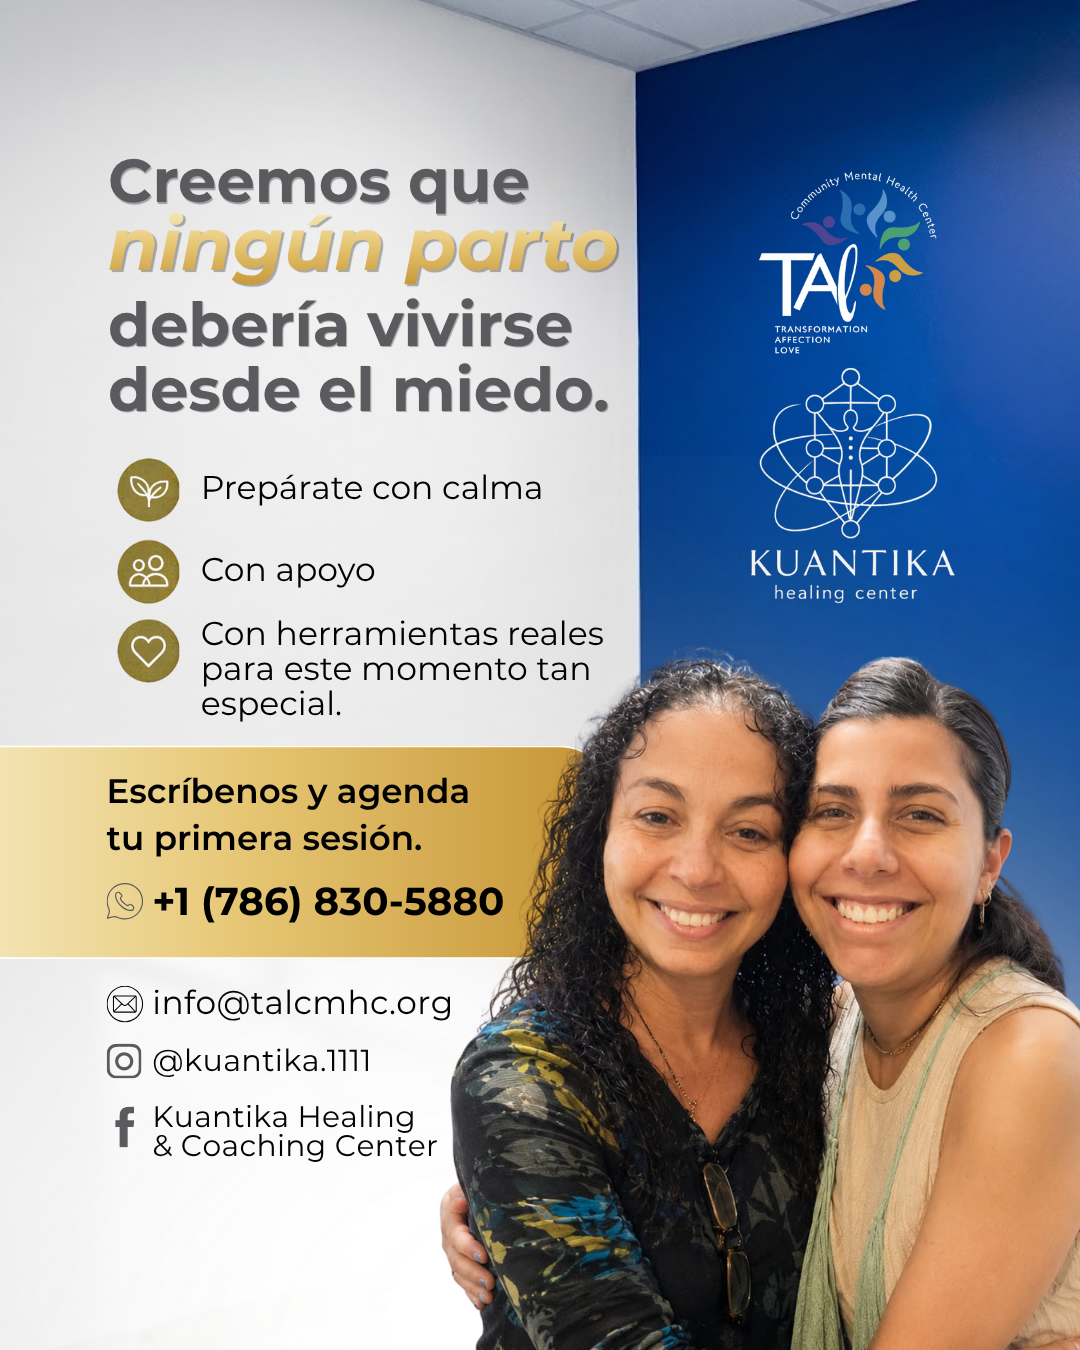 Creemos que
ningún parto
debería vivirse
desde el miedo.
Prepárate con calma
Con apoyo
Con herramientas reales
para este momento tan
especial.
Escríbenos y agenda
tu primera sesión.
+1 (786) 830-5880
info@talcmhc.org
@kuantika.1111
Kuantika Healing
& Coaching Center
Community Mental Health Center
TAL
TRANSFORMATION
AFFECTION
LOVE
KUANTIKA
healing center